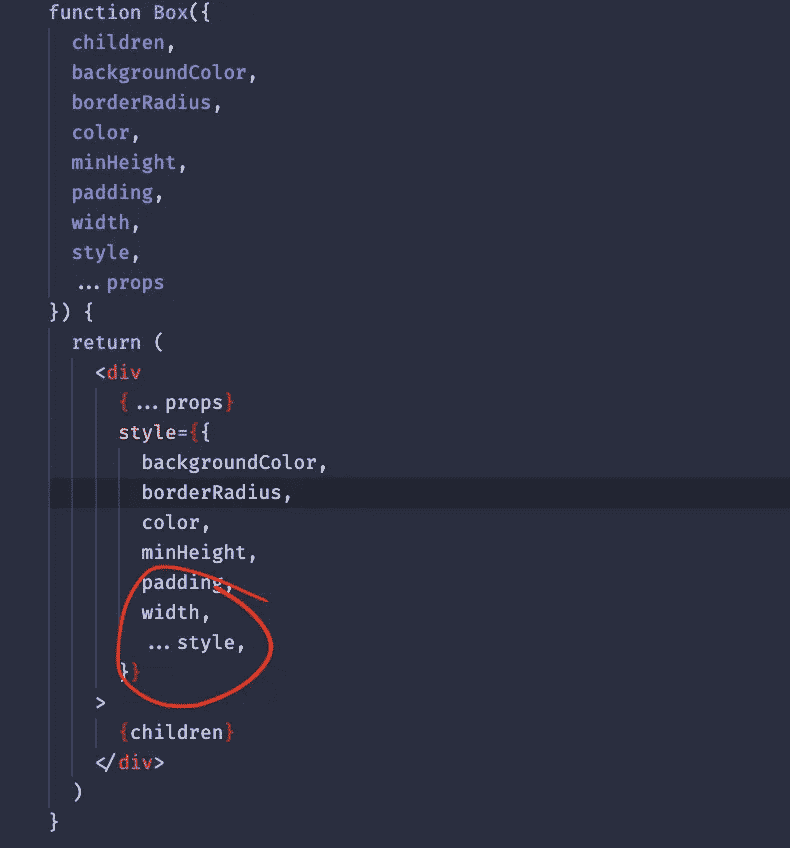 function Box({
children,
backgroundColor,
borderRadius,
color,
minHeight,
padding,
width,
style,
...props
}) {
return (
<div
{...props}
style={{
backgroundColor,
borderRadius,
color,
minHeight,
padding,
width,
...style,
}}
>
{children}
</div>
)
}